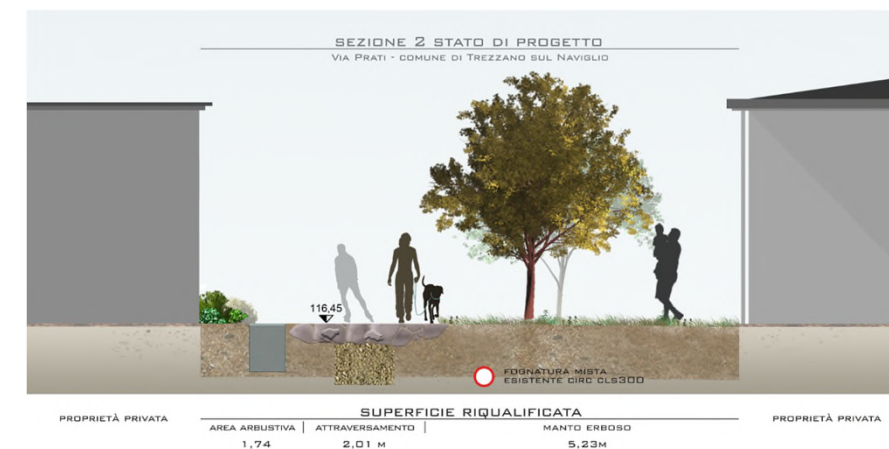 SEZIONE 2 STATO DI PROGETTO
VIA PRATI - COMUNE DI TREZZANO SUL NAVIGLIO
116,45
FOGNATURA MISTA
ESISTENTE CIRC CLS300
SUPERFICIE RIQUALIFICATA
PROPRIETÀ PRIVATA
PROPRIETÀ PRIVATA
AREA ARBUSTIVA | ATTRAVERSAMENTO | MANTO ERBOSO
1,74 2,01 M 5,23M